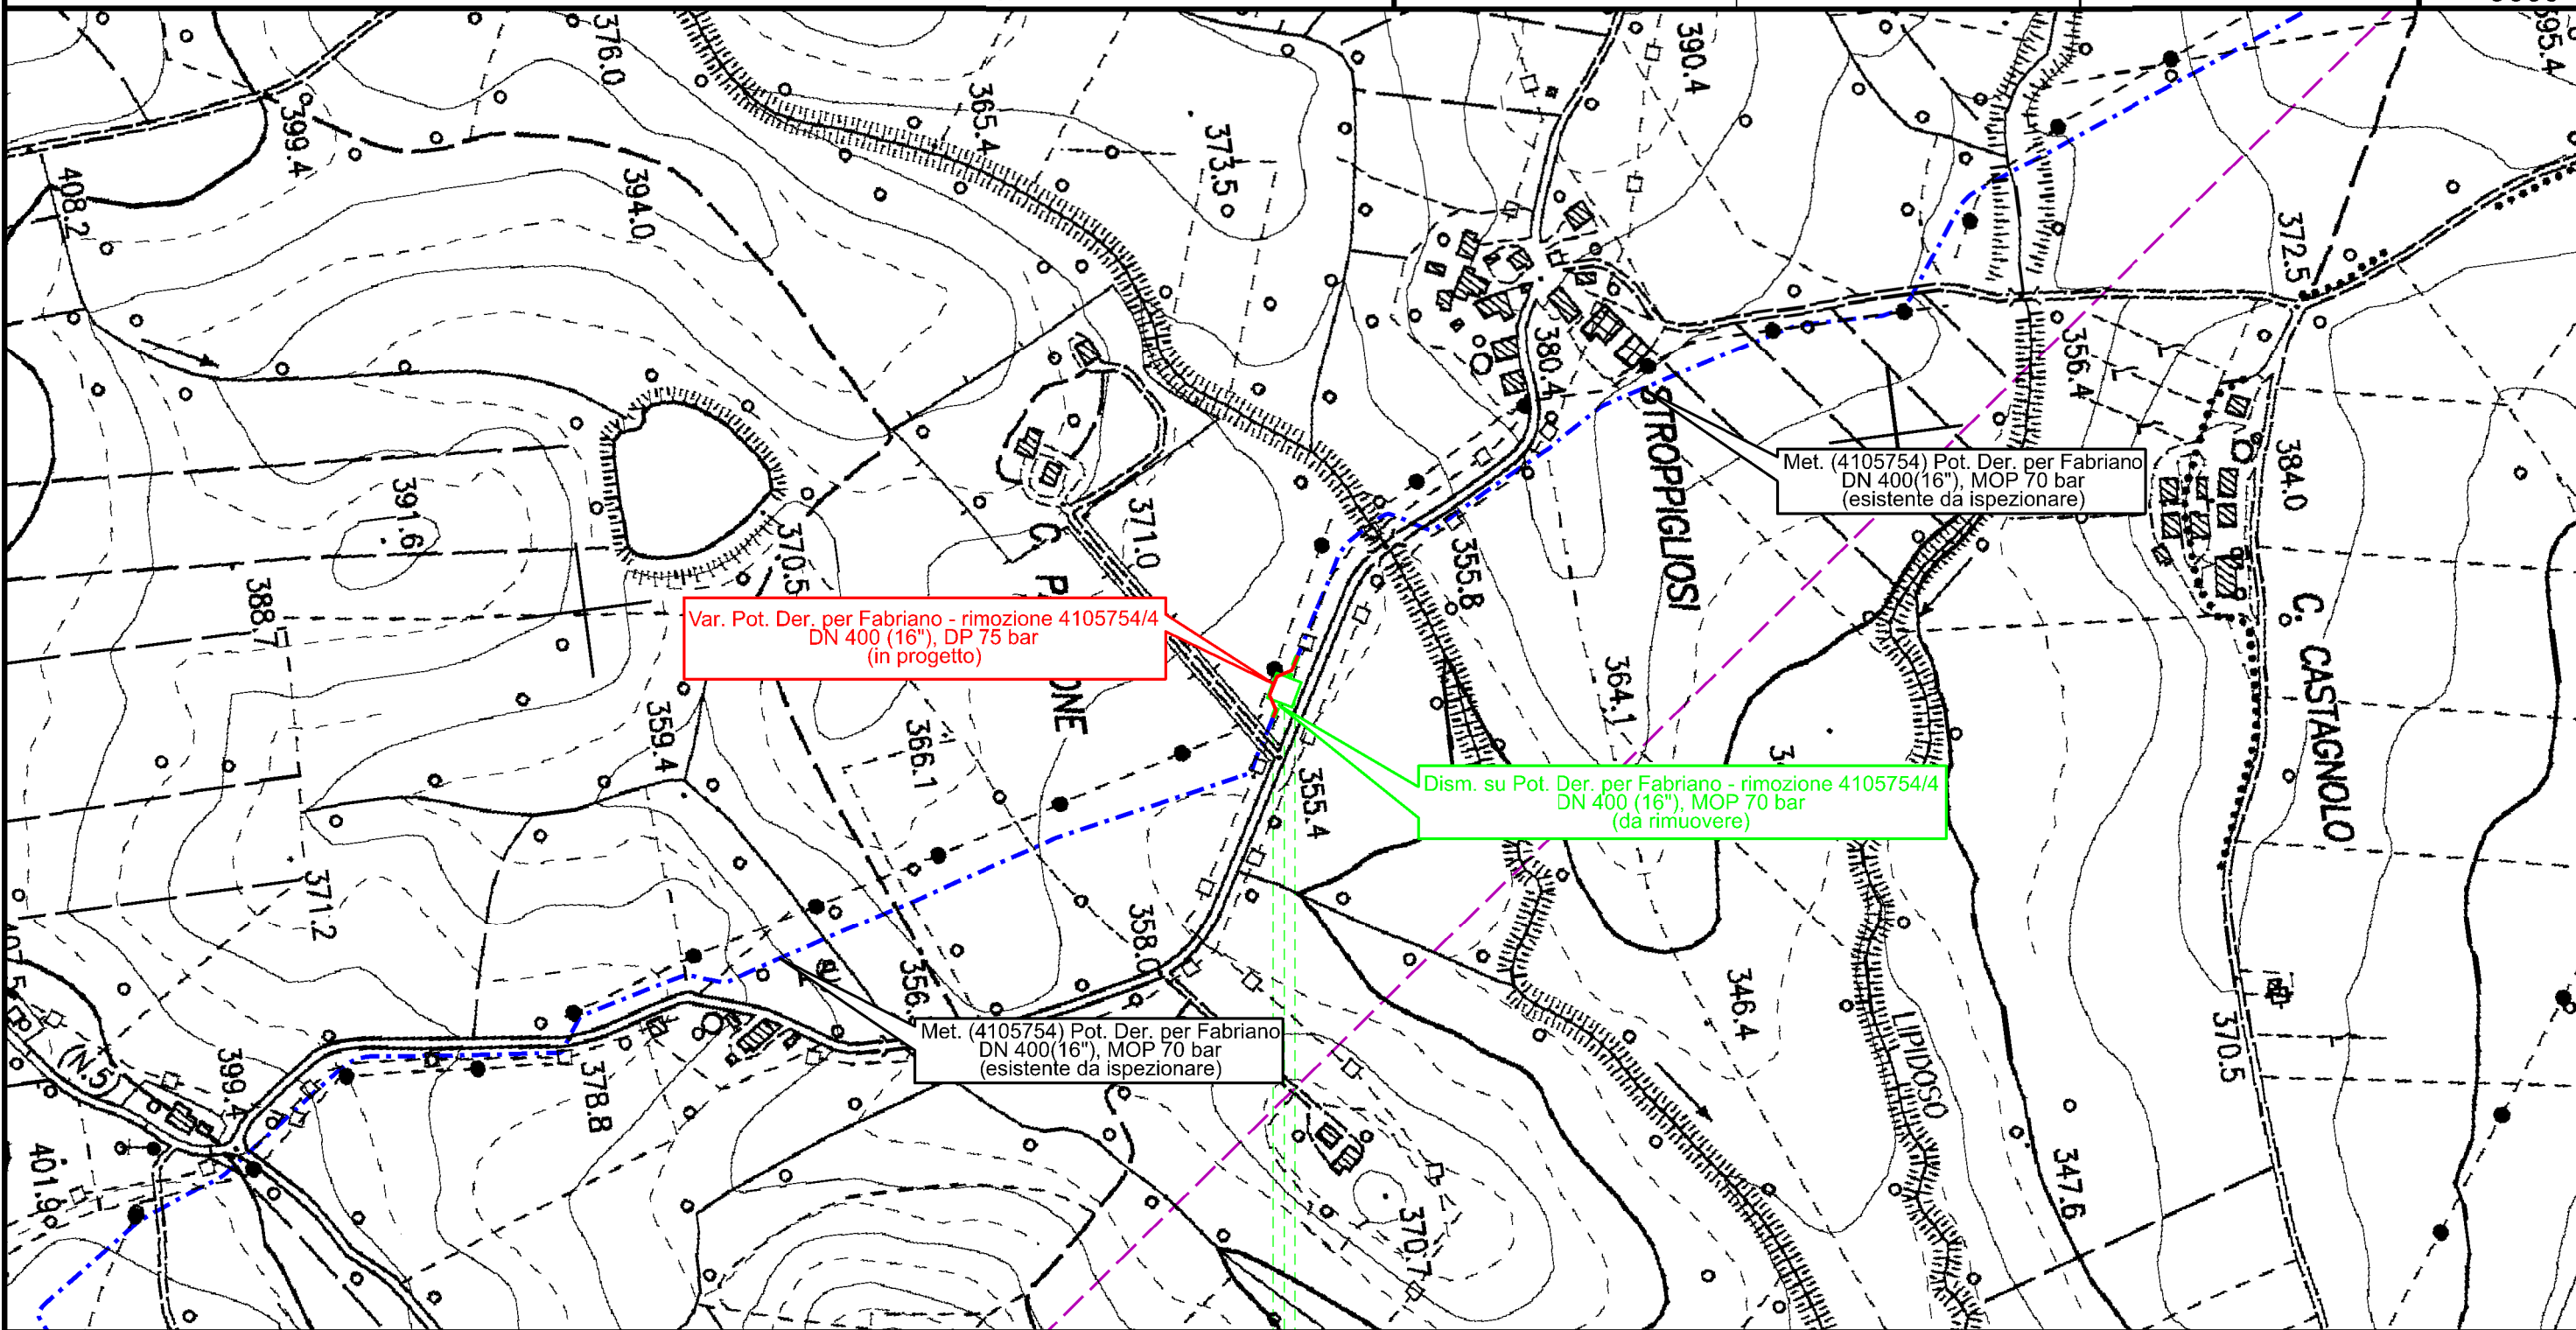 376.0
399.4
408.2
394.0
365.4
373.5
390.4
395.4
372.5
380.4
356.4
STROPPIGLIOSI
Met. (4105754) Pot. Der. per Fabriano
DN 400(16"), MOP 70 bar
(esistente da ispezionare)
384.0
C. CASTAGNOLO
391.6
388.7
370.5
371.0
C. P
ONE
355.8
Var. Pot. Der. per Fabriano - rimozione 4105754/4
DN 400 (16"), DP 75 bar
(in progetto)
364.1
359.4
366.1
355.4
Dism. su Pot. Der. per Fabriano - rimozione 4105754/4
DN 400 (16"), MOP 70 bar
(da rimuovere)
371.2
358.0
356.
346.4
LIPIDOSO
370.5
Met. (4105754) Pot. Der. per Fabriano
DN 400(16"), MOP 70 bar
(esistente da ispezionare)
(N.5)
399.4
378.8
401.9
347.6
370.7